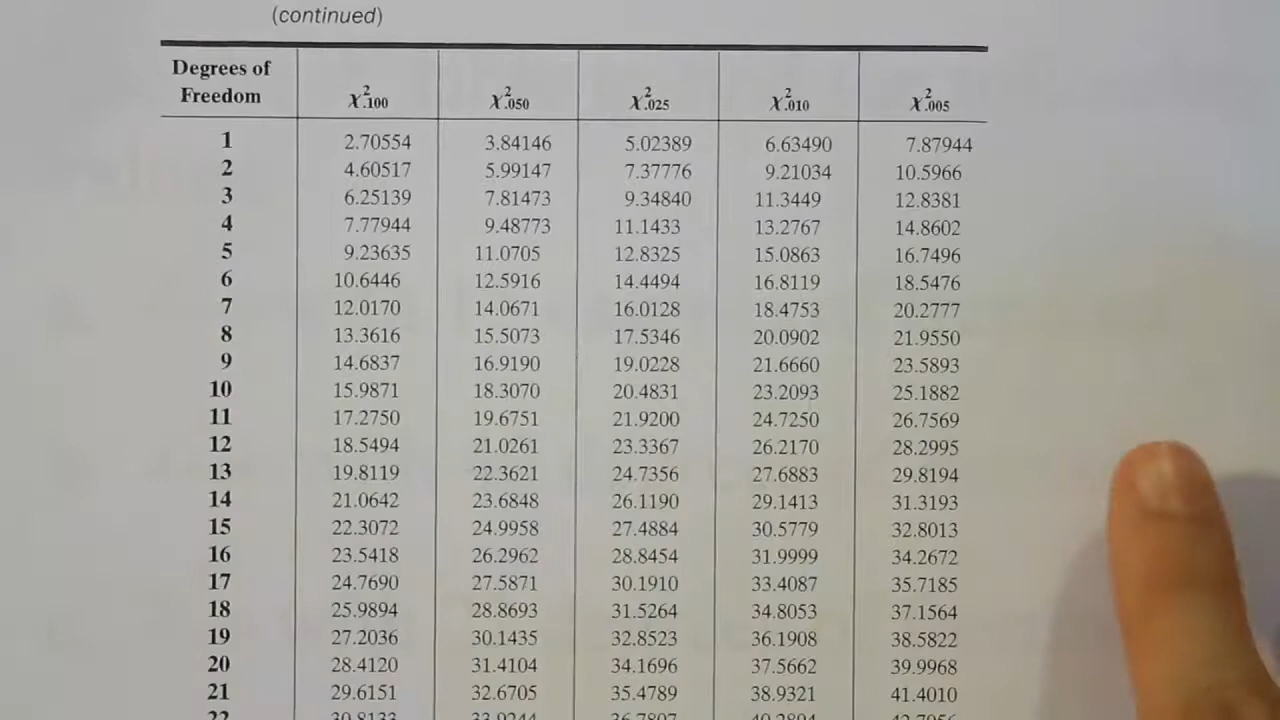 (continued)
Degrees of
Freedom χ².100 χ².050 χ².025 χ².010 χ².005
1 2.70554 3.84146 5.02389 6.63490 7.87944
2 4.60517 5.99147 7.37776 9.21034 10.5966
3 6.25139 7.81473 9.34840 11.3449 12.8381
4 7.77944 9.48773 11.1433 13.2767 14.8602
5 9.23635 11.0705 12.8325 15.0863 16.7496
6 10.6446 12.5916 14.4494 16.8119 18.5476
7 12.0170 14.0671 16.0128 18.4753 20.2777
8 13.3616 15.5073 17.5346 20.0902 21.9550
9 14.6837 16.9190 19.0228 21.6660 23.5893
10 15.9871 18.3070 20.4831 23.2093 25.1882
11 17.2750 19.6751 21.9200 24.7250 26.7569
12 18.5494 21.0261 23.3367 26.2170 28.2995
13 19.8119 22.3621 24.7356 27.6883 29.8194
14 21.0642 23.6848 26.1190 29.1413 31.3193
15 22.3072 24.9958 27.4884 30.5779 32.8013
16 23.5418 26.2962 28.8454 31.9999 34.2672
17 24.7690 27.5871 30.1910 33.4087 35.7185
18 25.9894 28.8693 31.5264 34.8053 37.1564
19 27.2036 30.1435 32.8523 36.1908 38.5822
20 28.4120 31.4104 34.1696 37.5662 39.9968
21 29.6151 32.6705 35.4789 38.9321 41.4010